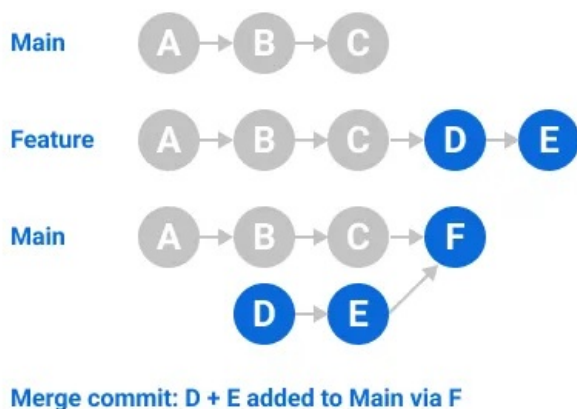 Main A B C
Feature A B C D E
Main A B C F
D E
Merge commit: D + E added to Main via F